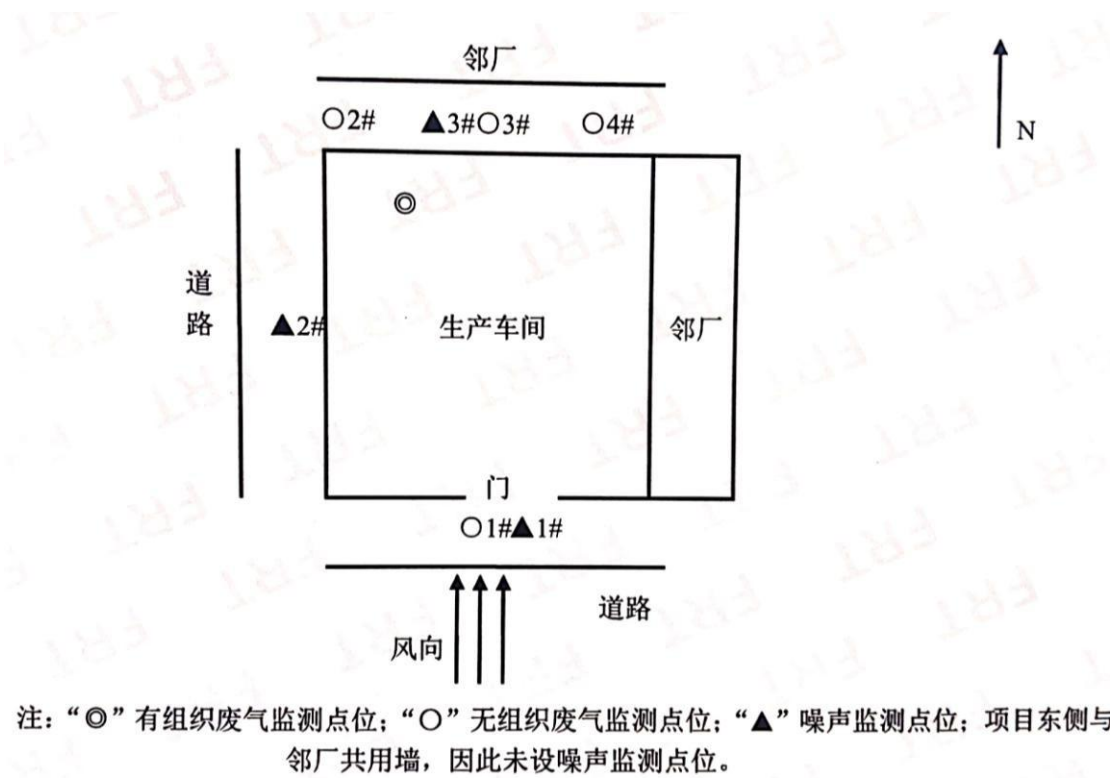 邻厂
○2# ▲3#○3# ○4#
N
◎
道路
▲2#
生产车间
邻厂
门
○1#▲1#
道路
风向
注：“◎”有组织废气监测点位；“○”无组织废气监测点位；“▲”噪声监测点位；项目东侧与
邻厂共用墙，因此未设噪声监测点位。
FRT